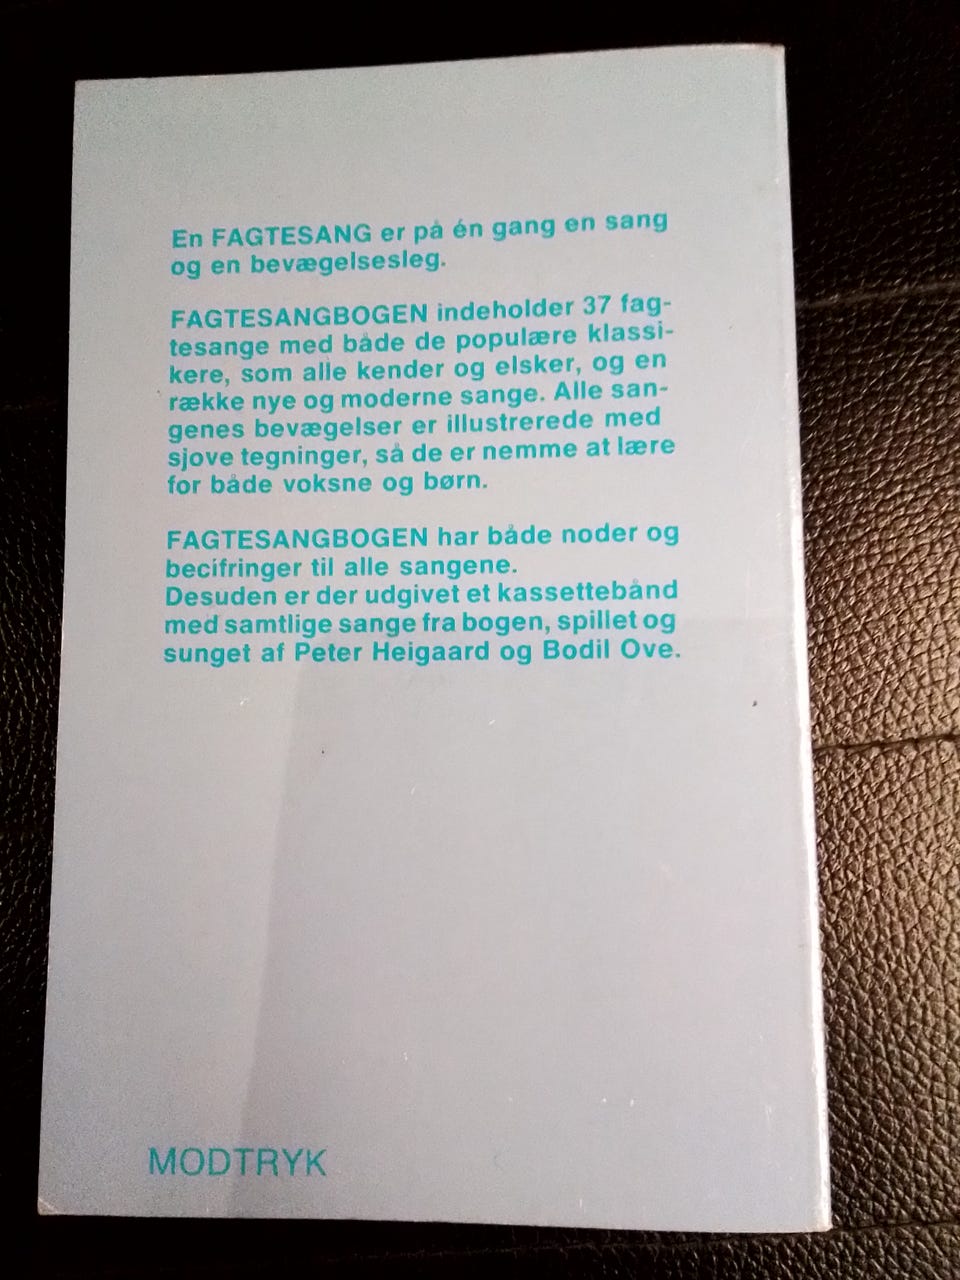 En FAGTESANG er på én gang en sang
og en bevægelsesleg.
FAGTESANGBOGEN indeholder 37 fag-
tesange med både de populære klassi-
kere, som alle kender og elsker, og en
række nye og moderne sange. Alle san-
genes bevægelser er illustrerede med
sjove tegninger, så de er nemme at lære
for både voksne og børn.
FAGTESANGBOGEN har både noder og
becifringer til alle sangene.
Desuden er der udgivet et kassettebånd
med samtlige sange fra bogen, spillet og
sunget af Peter Heigaard og Bodil Ove.
MODTRYK